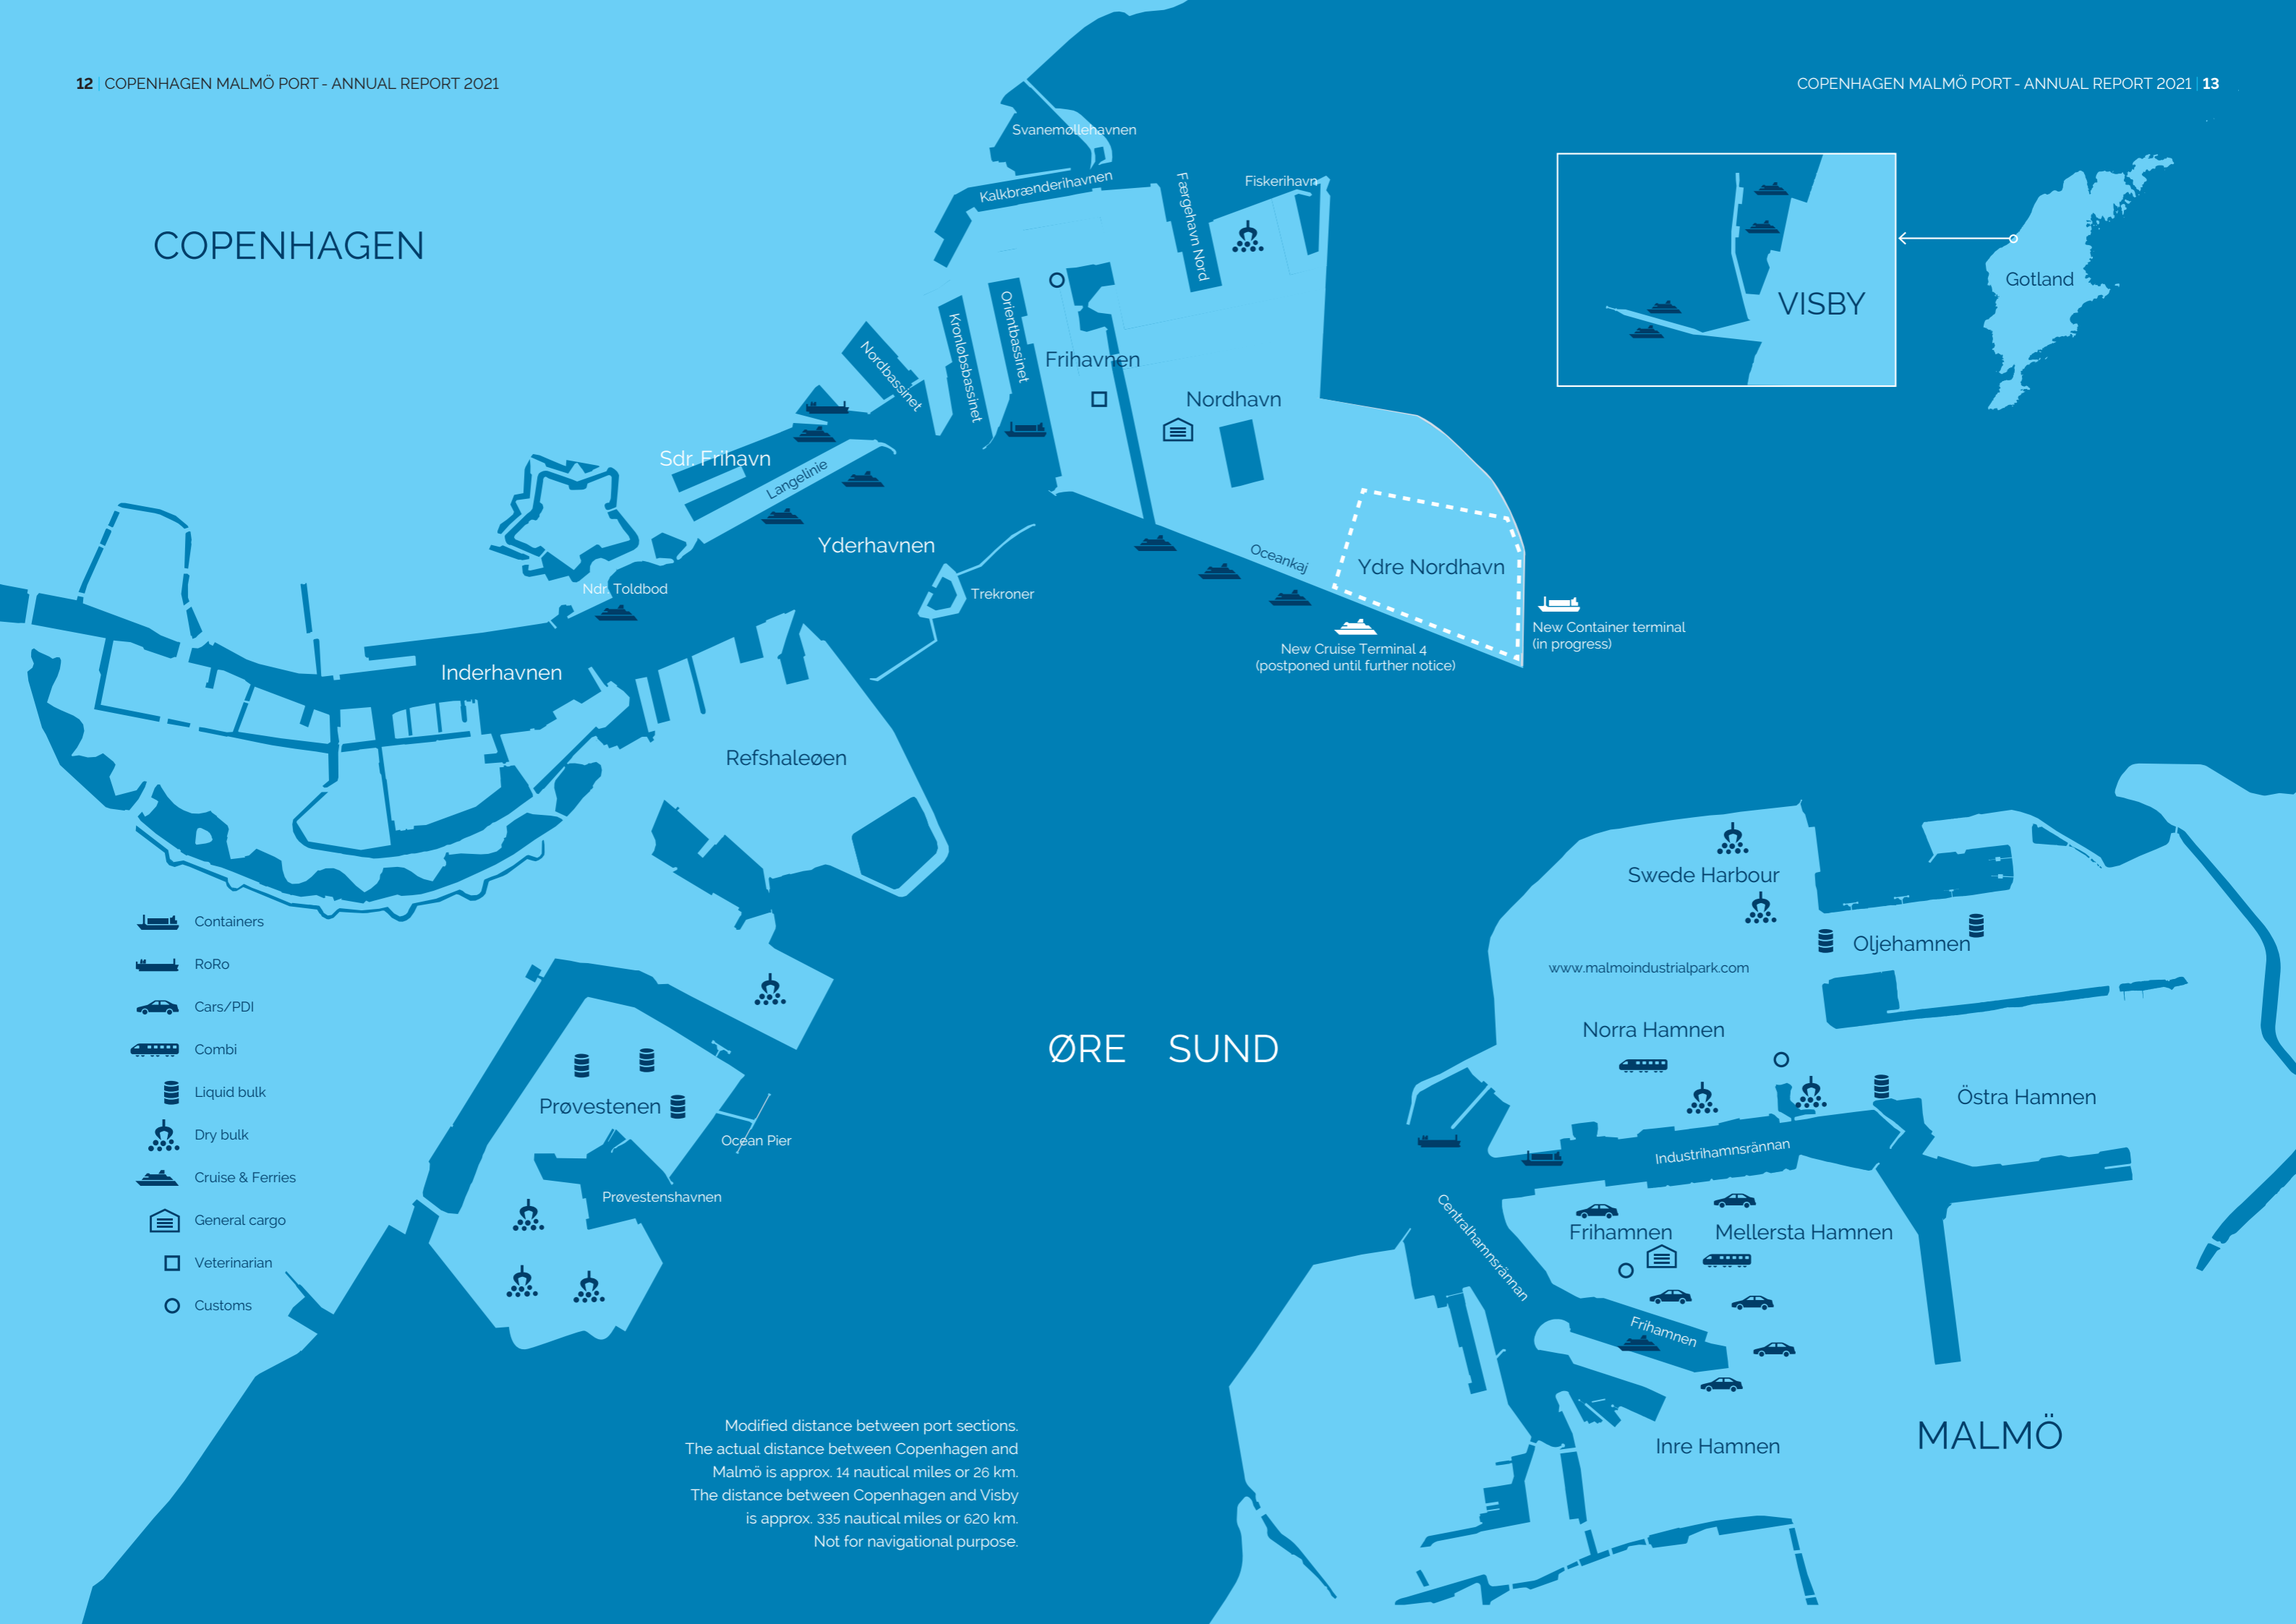 12 | COPENHAGEN MALMÖ PORT - ANNUAL REPORT 2021
COPENHAGEN MALMÖ PORT - ANNUAL REPORT 2021 | 13
COPENHAGEN
Svanemøllehavnen
Kalkbrænderihavnen
Færgehavn Nord
Fiskerihavn
Orientbassinet
Kronløbsbassinet
Nordbassinet
Frihavnen
Nordhavn
Sdr. Frihavn
Langelinie
Yderhavnen
Oceankaj
Ydre Nordhavn
Ndr. Toldbod
Trekroner
New Container terminal
(in progress)
New Cruise Terminal 4
(postponed until further notice)
Inderhavnen
Refshaleøen
VISBY
Gotland
Containers
RoRo
Cars/PDI
Combi
Liquid bulk
Dry bulk
Cruise & Ferries
General cargo
Veterinarian
Customs
Prøvestenen
Ocean Pier
Prøvestenshavnen
ØRE SUND
Swede Harbour
Oljehamnen
www.malmoindustrialpark.com
Norra Hamnen
Östra Hamnen
Industrihamnsrännan
Centralhamnsrännan
Frihamnen
Mellersta Hamnen
Frihamnen
Inre Hamnen
MALMÖ
Modified distance between port sections.
The actual distance between Copenhagen and
Malmö is approx. 14 nautical miles or 26 km.
The distance between Copenhagen and Visby
is approx. 335 nautical miles or 620 km.
Not for navigational purpose.